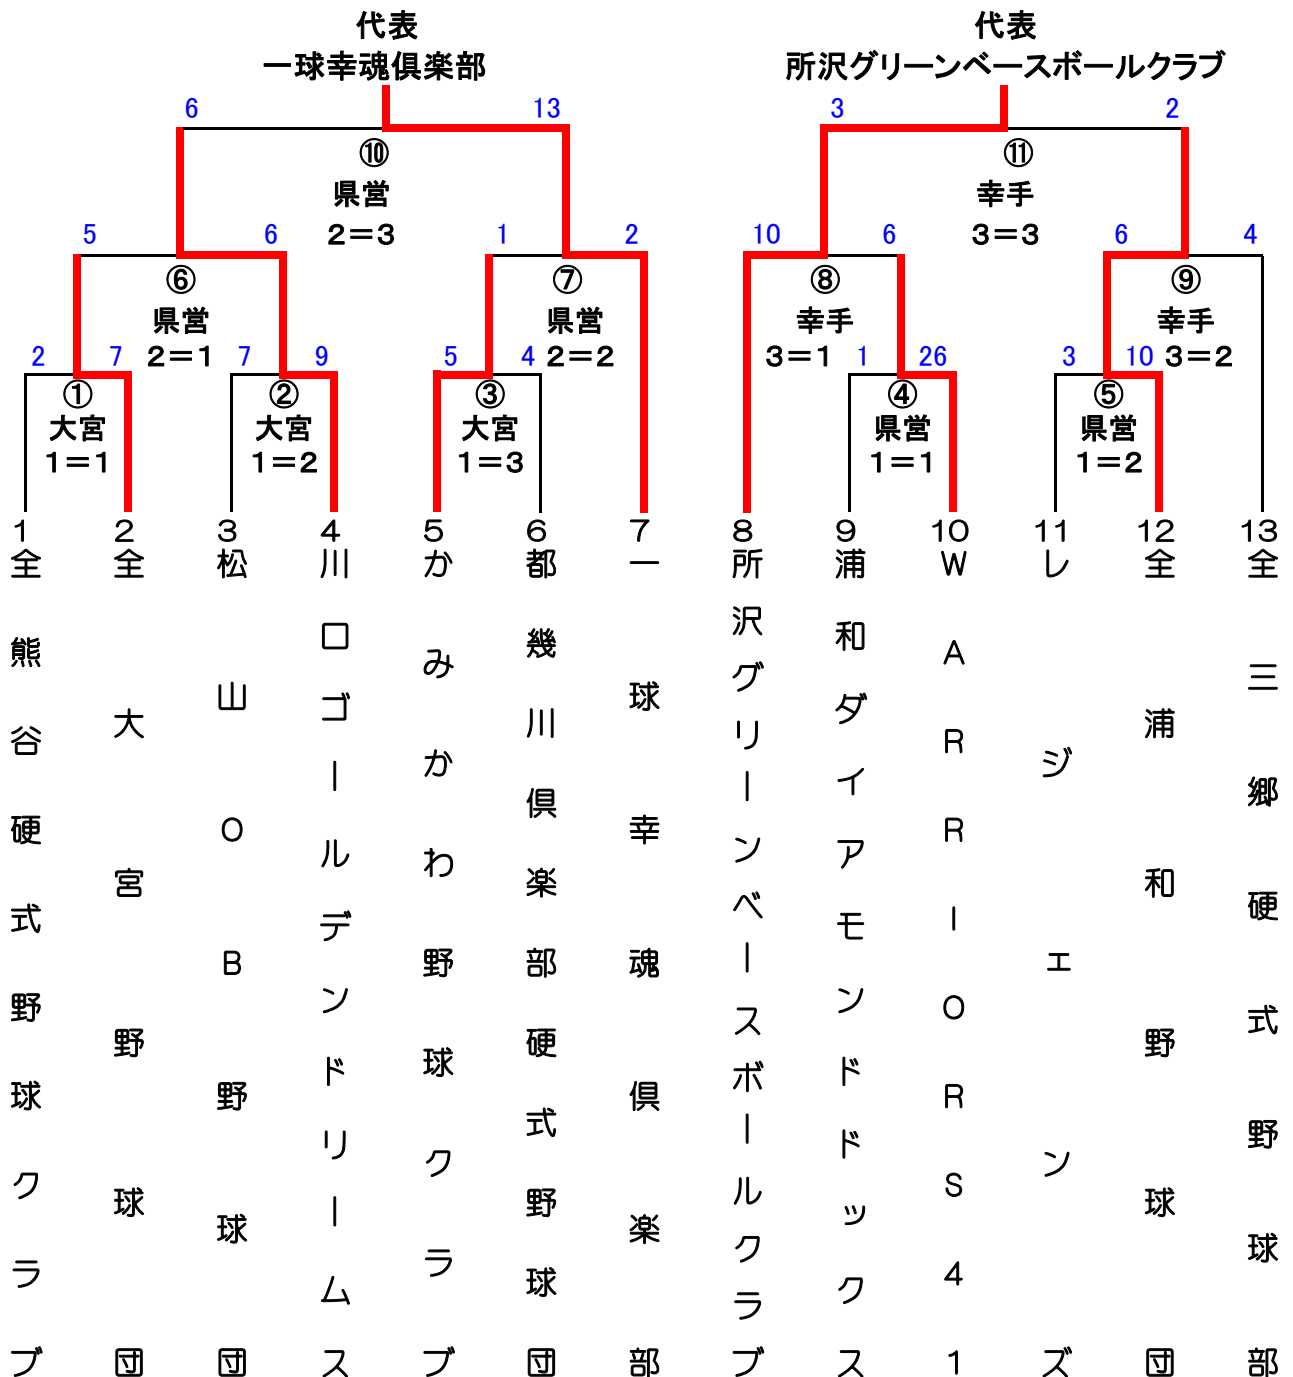 代表
一球幸魂倶楽部
代表
所沢グリーンベースボールクラブ
6 13
3 2
⑩
県営
2＝3
⑪
幸手
3＝3
5 6
1 2
10 6
6 4
⑥
県営
2＝1
⑦
県営
2＝2
⑧
幸手
3＝1
⑨
幸手
3＝2
2 7
7 9
5 4
1 26
3 10
①
大宮
1＝1
②
大宮
1＝2
③
大宮
1＝3
④
県営
1＝1
⑤
県営
1＝2
1
全熊谷硬式野球クラブ
2
全大宮野球団
3
松山OB野球団
4
川口ゴールデンドリームス
5
かみかわ野球クラブ
6
都幾川倶楽部硬式野球団
7
一球幸魂倶楽部
8
所沢グリーンベースボールクラブ
9
浦和ダイアモンドドックス
10
WARRIORS41
11
レジェンズ
12
全浦和野球団
13
全三郷硬式野球部